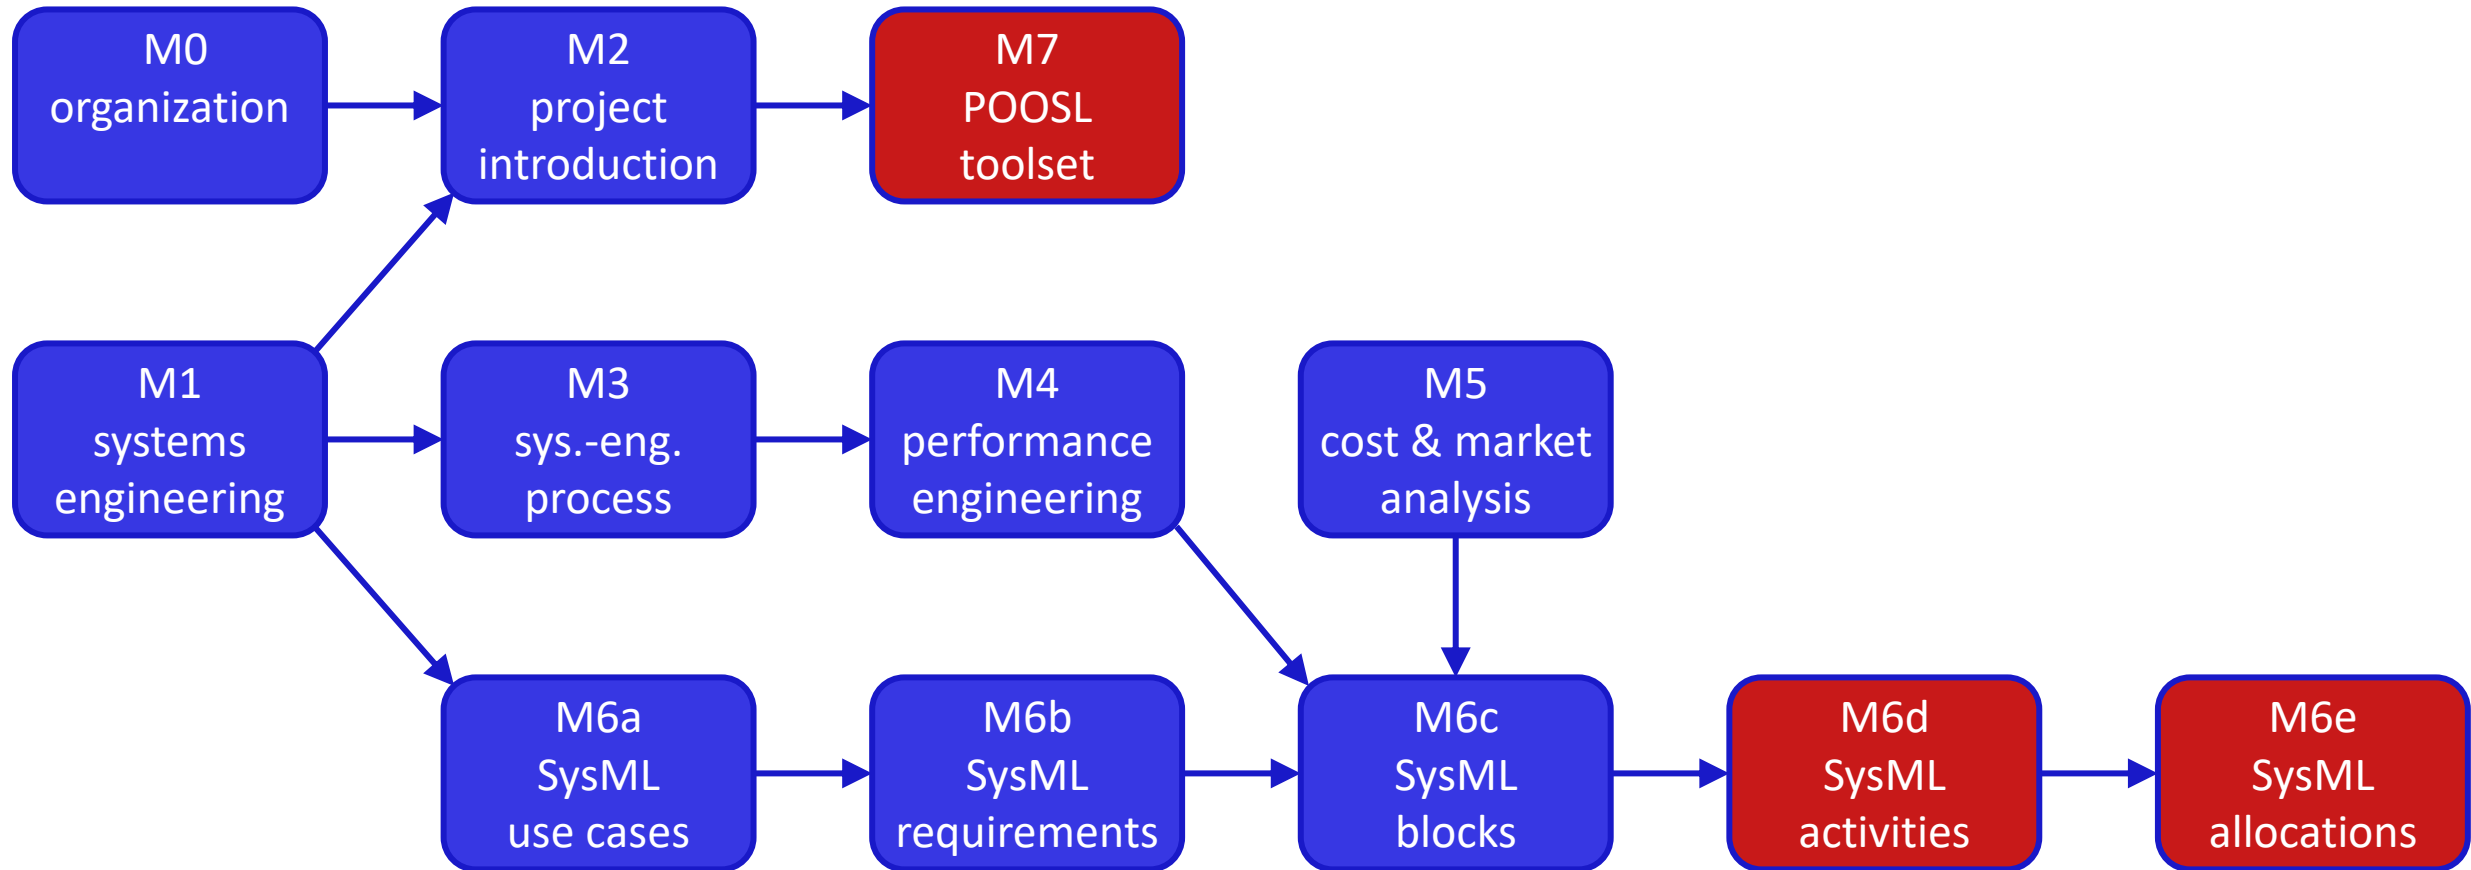 M0
organization
M2
project
introduction
M7
POOSL
toolset
M1
systems
engineering
M3
sys.-eng.
process
M4
performance
engineering
M5
cost & market
analysis
M6a
SysML
use cases
M6b
SysML
requirements
M6c
SysML
blocks
M6d
SysML
activities
M6e
SysML
allocations